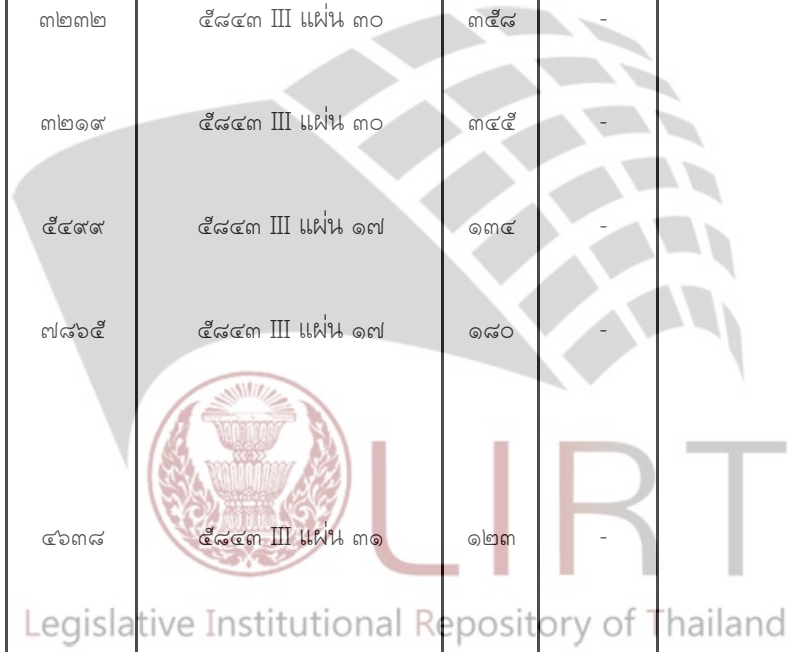 ๓๒๓๒ ๕๘๔๓ III แผ่น ๓๐ ๓๕๘ -
๓๒๑๙ ๕๘๔๓ III แผ่น ๓๐ ๓๔๕ -
๕๔๙๙ ๕๘๔๓ III แผ่น ๑๗ ๑๓๔ -
๗๘๖๕ ๕๘๔๓ III แผ่น ๑๗ ๑๘๐ -
๔๖๓๘ ๕๘๔๓ III แผ่น ๓๑ ๑๒๓ -
LIRT
Legislative Institutional Repository of Thailand